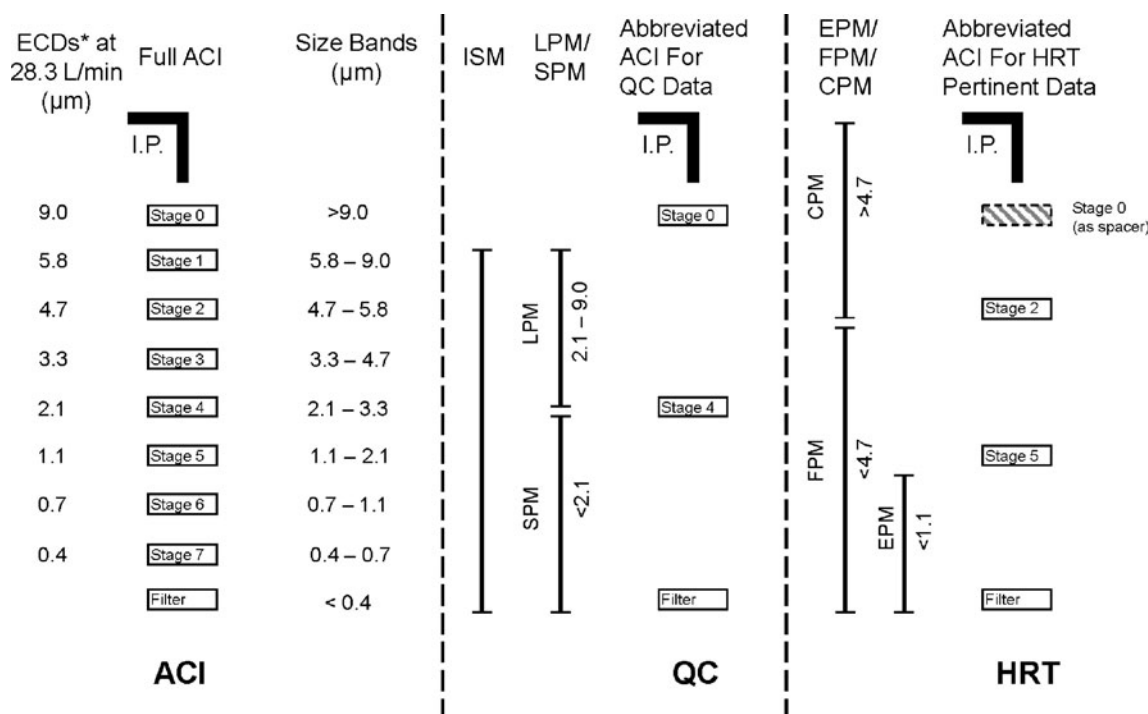 ECDs* at
28.3 L/min
(µm)
Full ACI
Size Bands
(µm)
I.P.
9.0
Stage 0
>9.0
5.8
Stage 1
5.8 – 9.0
4.7
Stage 2
4.7 – 5.8
3.3
Stage 3
3.3 – 4.7
2.1
Stage 4
2.1 – 3.3
1.1
Stage 5
1.1 – 2.1
0.7
Stage 6
0.7 – 1.1
0.4
Stage 7
0.4 – 0.7
Filter
< 0.4
ACI
ISM
LPM/
SPM
Abbreviated
ACI For
QC Data
I.P.
Stage 0
LPM
2.1 – 9.0
Stage 4
SPM
<2.1
Filter
QC
EPM/
FPM/
CPM
Abbreviated
ACI For HRT
Pertinent Data
I.P.
CPM
>4.7
Stage 0
(as spacer)
Stage 2
FPM
<4.7
Stage 5
EPM
<1.1
Filter
HRT